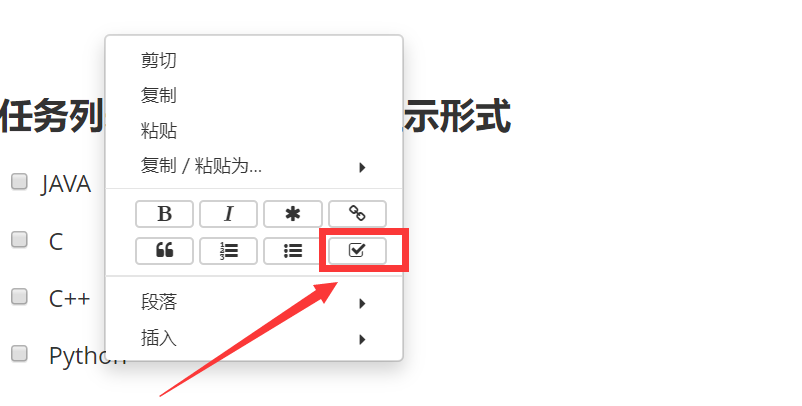 剪切
复制
任务列 示形式
粘贴
复制 / 粘贴为...
JAVA
B I
C
C++
段落
插入
Python